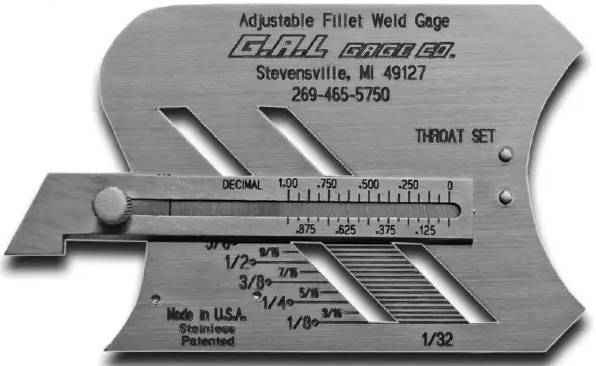 Adjustable Fillet Weld Gage
G.A.L GAGE CO.
Stevensville, MI 49127
269-465-5750
THROAT SET
DECIMAL 1.00 .750 .500 .250 0
.875 .625 .375 .125
9/16
1/2
7/16
3/8
5/16
1/4
3/16
1/8
1/32
Made in U.S.A.
Stainless
Patented